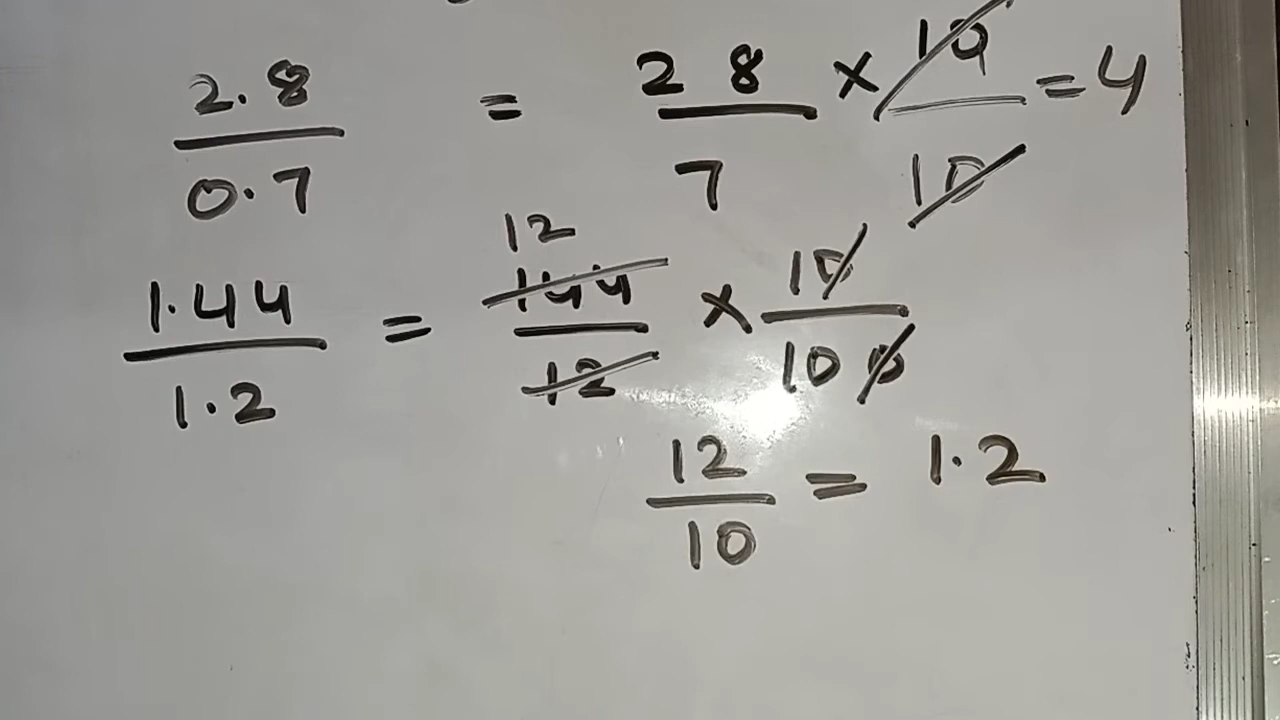 2.8 / 0.7 = 28 / 7 × 10 / 10 = 4
12
1.44 / 1.2 = 144 / 12 × 10 / 100
12 / 10 = 1.2